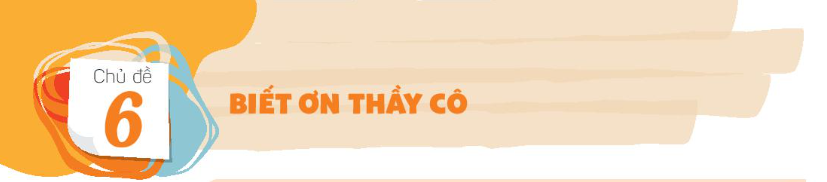 Chủ đề
6
BIẾT ƠN THẦY CÔ